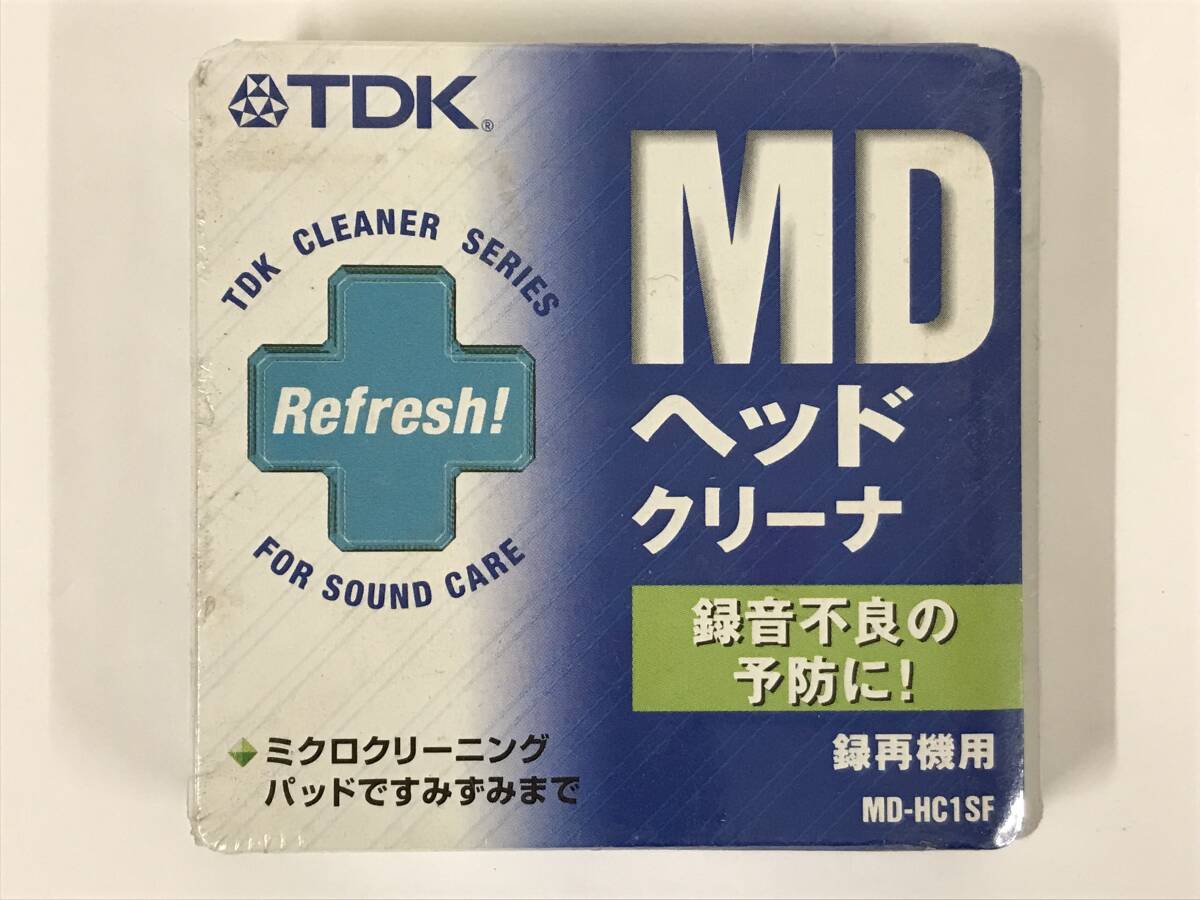 TDK®
TDK CLEANER SERIES
Refresh!
FOR SOUND CARE
ミクロクリーニング
パッドですみずみまで
MD
ヘッド
クリーナ
録音不良の
予防に!
録再機用
MD-HC1SF